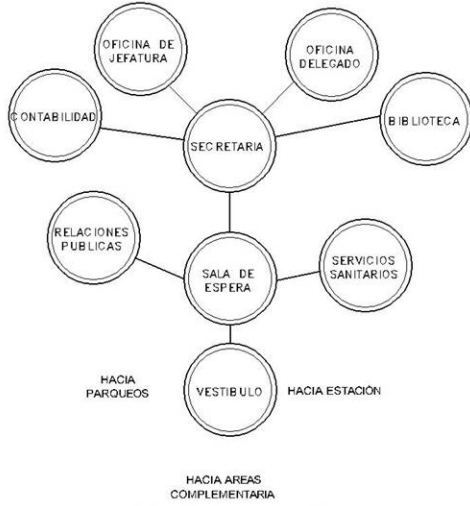 OFICINA DE
JEFATURA
OFICINA
DELEGADO
CONTABILIDAD
SECRETARIA
BIBLIOTECA
RELACIONES
PUBLICAS
SALA DE
ESPERA
SERVICIOS
SANITARIOS
HACIA
PARQUEOS
VESTIBULO
HACIA ESTACIÓN
HACIA AREAS
COMPLEMENTARIA